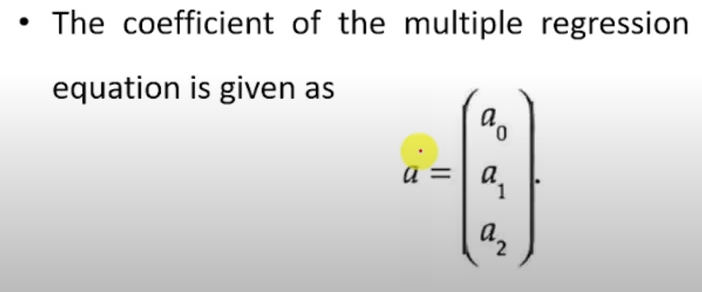 • The coefficient of the multiple regression
equation is given as
a =
a₀
a₁
a₂
.